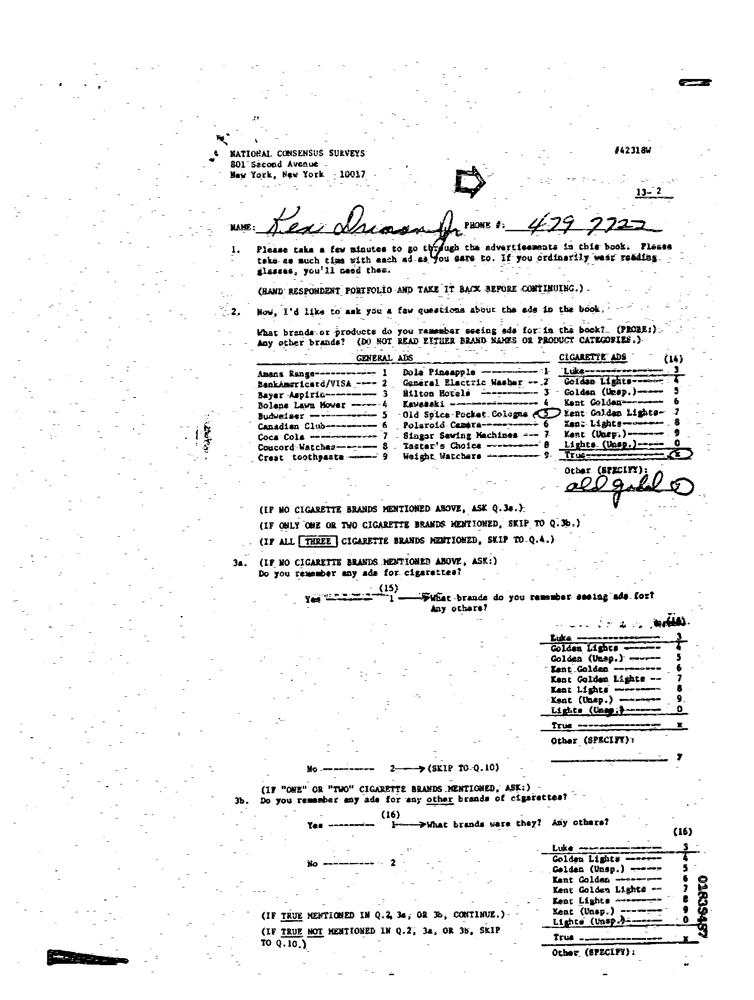 NATIONAL CONSENSUS SURVEYS
#42318W
801 Second Avenue
New York, New York 10017
13-2
NAME: Ken PHONE #: 479 7722
1. Please take a few minutes to go through the advertisements in this book. Please
take as much time with each ad as you care to. If you ordinarily wear reading
glasses, you'll need them.
(HAND RESPONDENT PORTFOLIO AND TAKE IT BACK BEFORE CONTINUING.)
2. Now, I'd like to ask you a few questions about the ads in the book.
What brands or products do you remember seeing ads for in the book? (PROBE:)
Any other brands? (DO NOT READ EITHER BRAND NAMES OR PRODUCT CATEGORIES.)
GENERAL ADS CIGARETTE ADS (14)
Amana Range ----------- 1 Dole Pineapple ----------- 1 Luke ----------- 3
BankAmericard/VISA ---- 2 General Electric Washer -- 2 Golden Lights ------ 4
Bayer Aspirin ---------- 3 Hilton Hotels ----------- 3 Golden (Unsp.) ----- 5
Bolens Lawn Mower ------ 4 Kawasaki ----------- 4 Kent Golden ------ 6
Budweiser ----------- 5 Old Spice Pocket Cologne 5 Kent Golden Lights- 7
Canadian Club --------- 6 Polaroid Camera -------- 6 Kent Lights ------- 8
Coca Cola ----------- 7 Singer Sewing Machines --- 7 Kent (Unsp.) ------ 9
Concord Watches -------- 8 Taster's Choice ---------- 8 Lights (Unsp.) ----- 0
Crest toothpaste ------ 9 Weight Watchers --------- 9 True ----------- x
Other (SPECIFY):
old gold 7
(IF NO CIGARETTE BRANDS MENTIONED ABOVE, ASK Q.3a.)
(IF ONLY ONE OR TWO CIGARETTE BRANDS MENTIONED, SKIP TO Q.3b.)
(IF ALL THREE CIGARETTE BRANDS MENTIONED, SKIP TO Q.4.)
3a. (IF NO CIGARETTE BRANDS MENTIONED ABOVE, ASK:)
Do you remember any ads for cigarettes?
(15)
Yes --------- 1 What brands do you remember seeing ads for?
Any others?
Luke ----------- 3
Golden Lights ------- 4
Golden (Unsp.) ------ 5
Kent Golden -------- 6
Kent Golden Lights -- 7
Kent Lights -------- 8
Kent (Unsp.) ------- 9
Lights (Unsp.) ------ 0
True ----------- x
Other (SPECIFY):
7
No --------- 2 (SKIP TO Q.10)
(IF "ONE" OR "TWO" CIGARETTE BRANDS MENTIONED, ASK:)
3b. Do you remember any ads for any other brands of cigarettes?
(16)
Yes -------- 1 What brands were they? Any others?
(16)
Luke ----------- 3
No ---------- 2
Golden Lights ------- 4
Golden (Unsp.) ------ 5
Kent Golden -------- 6
Kent Golden Lights -- 7
Kent Lights -------- 8
Kent (Unsp.) ------- 9
Lights (Unsp.) ------ 0
(IF TRUE MENTIONED IN Q.2, 3a, OR 3b, CONTINUE.)
(IF TRUE NOT MENTIONED IN Q.2, 3a, OR 3b, SKIP
TO Q.10.)
True ----------- x
Other (SPECIFY):
01839487